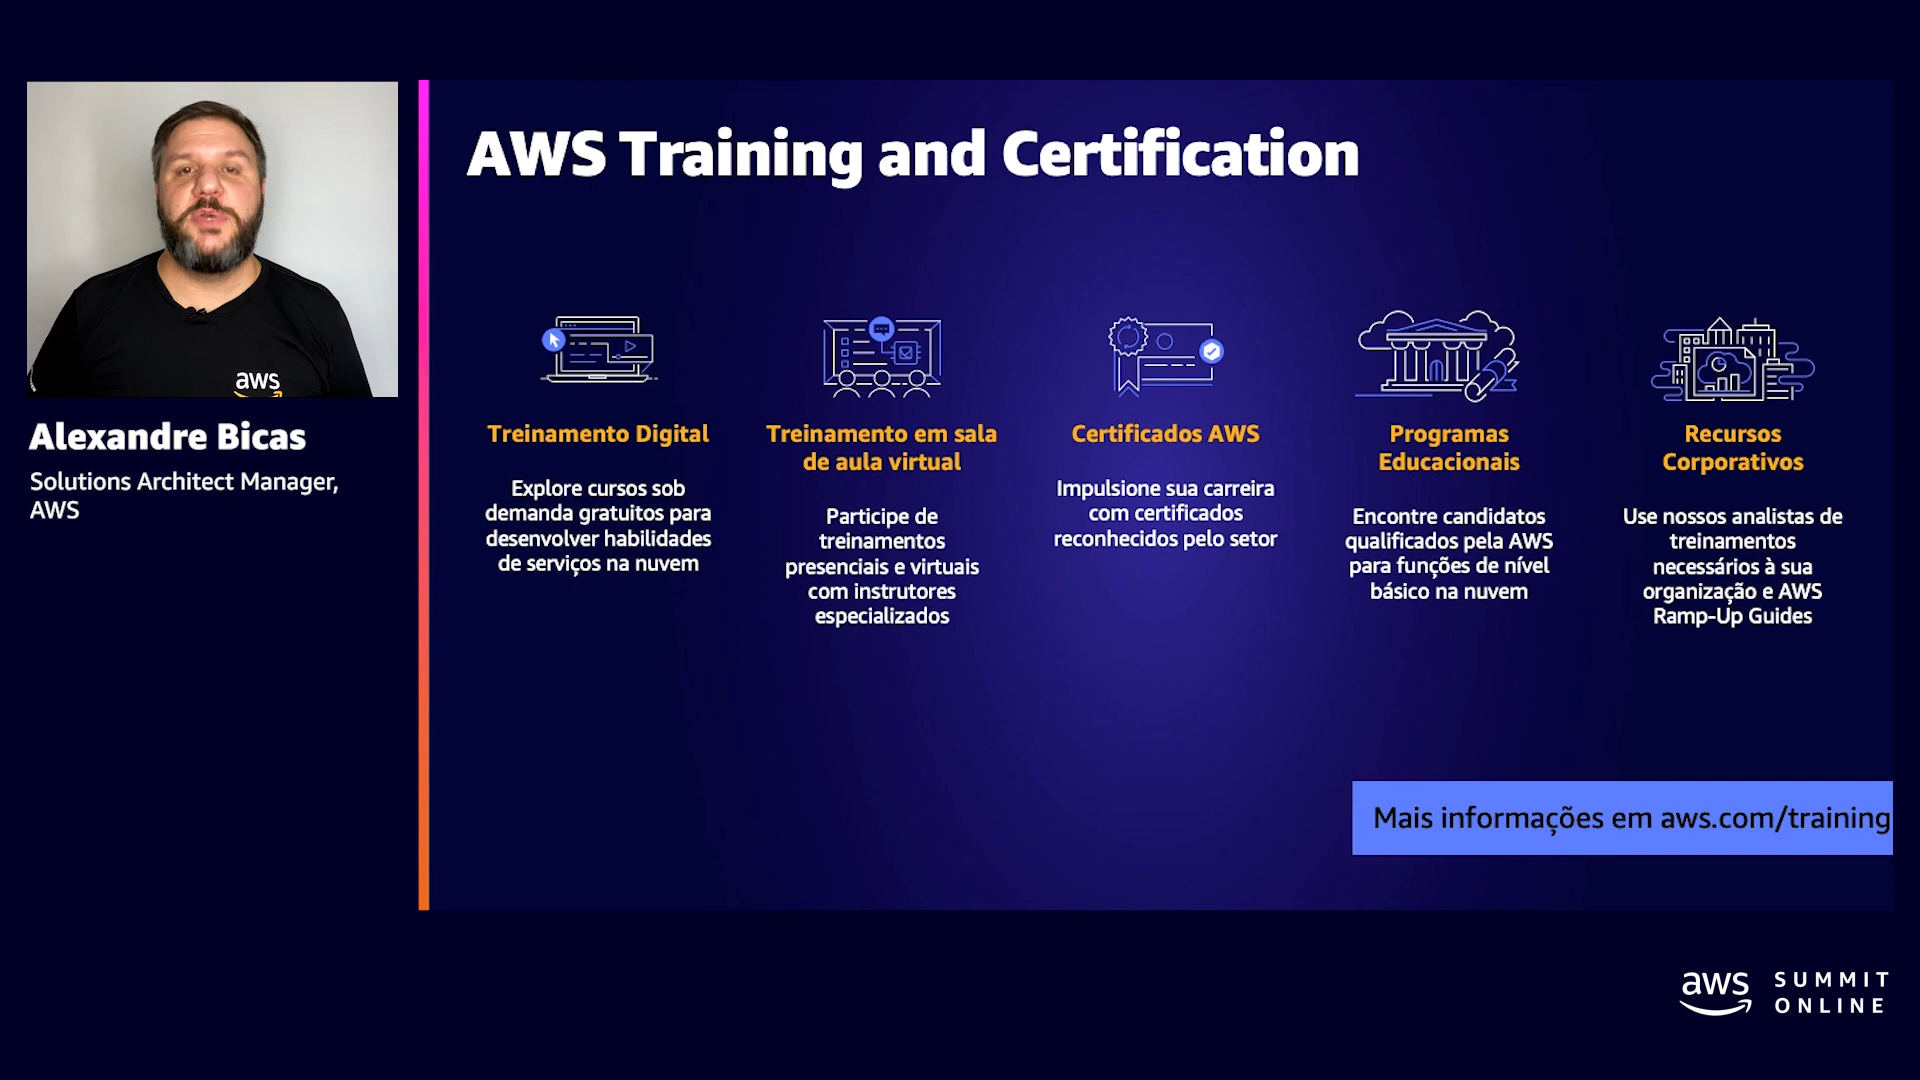 aws
Alexandre Bicas
Solutions Architect Manager,
AWS
AWS Training and Certification
Treinamento Digital
Explore cursos sob
demanda gratuitos para
desenvolver habilidades
de serviços na nuvem
Treinamento em sala
de aula virtual
Participe de
treinamentos
presenciais e virtuais
com instrutores
especializados
Certificados AWS
Impulsione sua carreira
com certificados
reconhecidos pelo setor
Programas
Educacionais
Encontre candidatos
qualificados pela AWS
para funções de nível
básico na nuvem
Recursos
Corporativos
Use nossos analistas de
treinamentos
necessários à sua
organização e AWS
Ramp-Up Guides
Mais informações em aws.com/training
aws SUMMIT
ONLINE